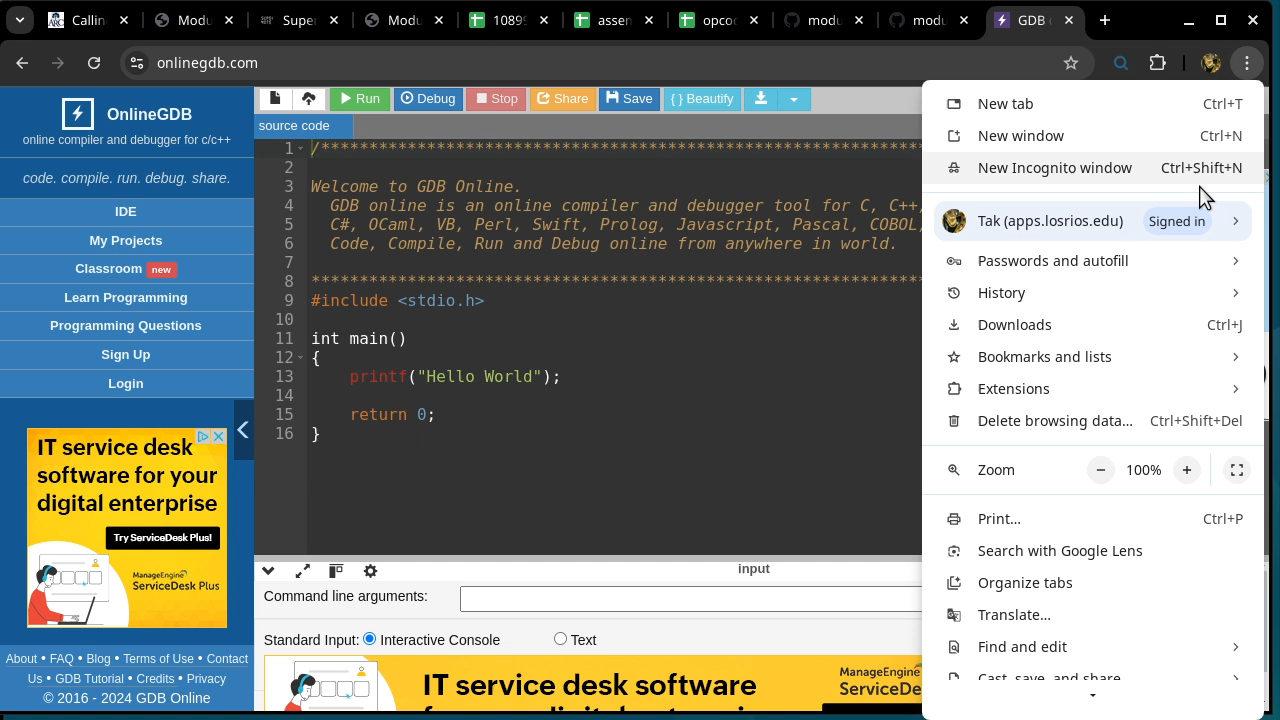 Callin
Modu
Super
Modu
1089
assen
opco
modu
modu
GDB
onlinegdb.com
OnlineGDB
online compiler and debugger for c/c++
code. compile. run. debug. share.
IDE
My Projects
Classroom new
Learn Programming
Programming Questions
Sign Up
Login
IT service desk
software for your
digital enterprise
Try ServiceDesk Plus!
ManageEngine
ServiceDesk Plus
About • FAQ • Blog • Terms of Use • Contact
Us • GDB Tutorial • Credits • Privacy
© 2016 - 2024 GDB Online
Run
Debug
Stop
Share
Save
{ } Beautify
source code
1 /****************************************************************
2
3 Welcome to GDB Online.
4 GDB online is an online compiler and debugger tool for C, C++,
5 C#, OCaml, VB, Perl, Swift, Prolog, Javascript, Pascal, COBOL,
6 Code, Compile, Run and Debug online from anywhere in world.
7
8 ****************************************************************
9 #include <stdio.h>
10
11 int main()
12 {
13 printf("Hello World");
14
15 return 0;
16 }
input
Command line arguments:
Standard Input: Interactive Console Text
IT service desk software
ManageEngine
ServiceDe
New tab Ctrl+T
New window Ctrl+N
New Incognito window Ctrl+Shift+N
Tak (apps.losrios.edu) Signed in
Passwords and autofill
History
Downloads Ctrl+J
Bookmarks and lists
Extensions
Delete browsing data... Ctrl+Shift+Del
Zoom − 100% +
Print... Ctrl+P
Search with Google Lens
Organize tabs
Translate...
Find and edit
Cast, save, and share